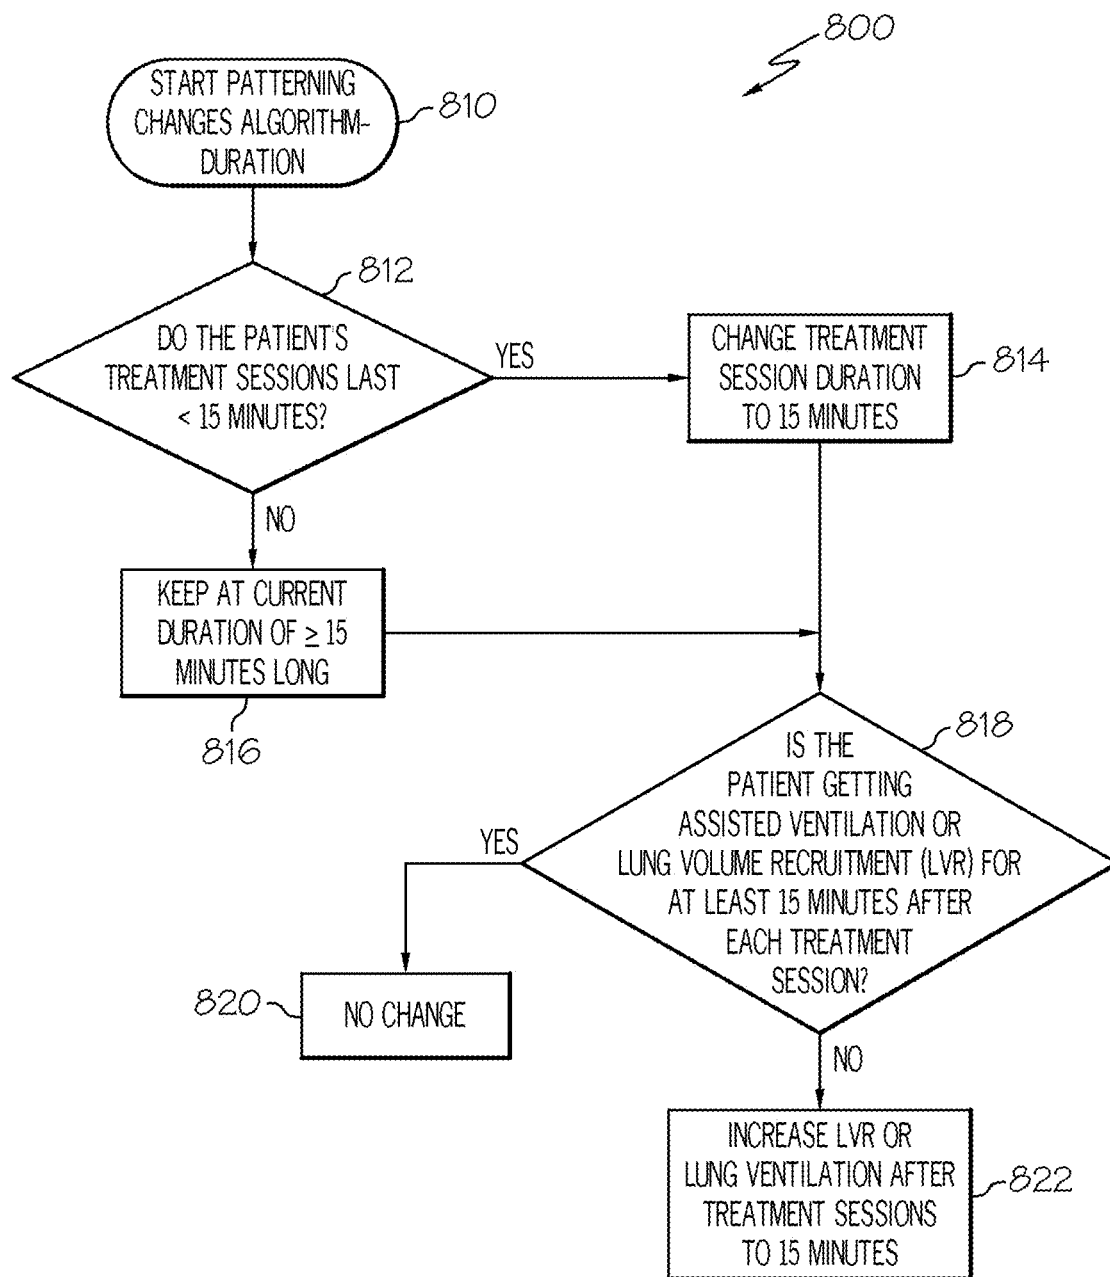 800
START PATTERNING
CHANGES ALGORITHM-
DURATION
810
812
DO THE PATIENT'S
TREATMENT SESSIONS LAST
< 15 MINUTES?
YES
CHANGE TREATMENT
SESSION DURATION
TO 15 MINUTES
814
NO
KEEP AT CURRENT
DURATION OF ≥ 15
MINUTES LONG
816
818
IS THE
PATIENT GETTING
ASSISTED VENTILATION OR
LUNG VOLUME RECRUITMENT (LVR) FOR
AT LEAST 15 MINUTES AFTER
EACH TREATMENT
SESSION?
YES
820
NO CHANGE
NO
INCREASE LVR OR
LUNG VENTILATION AFTER
TREATMENT SESSIONS
TO 15 MINUTES
822